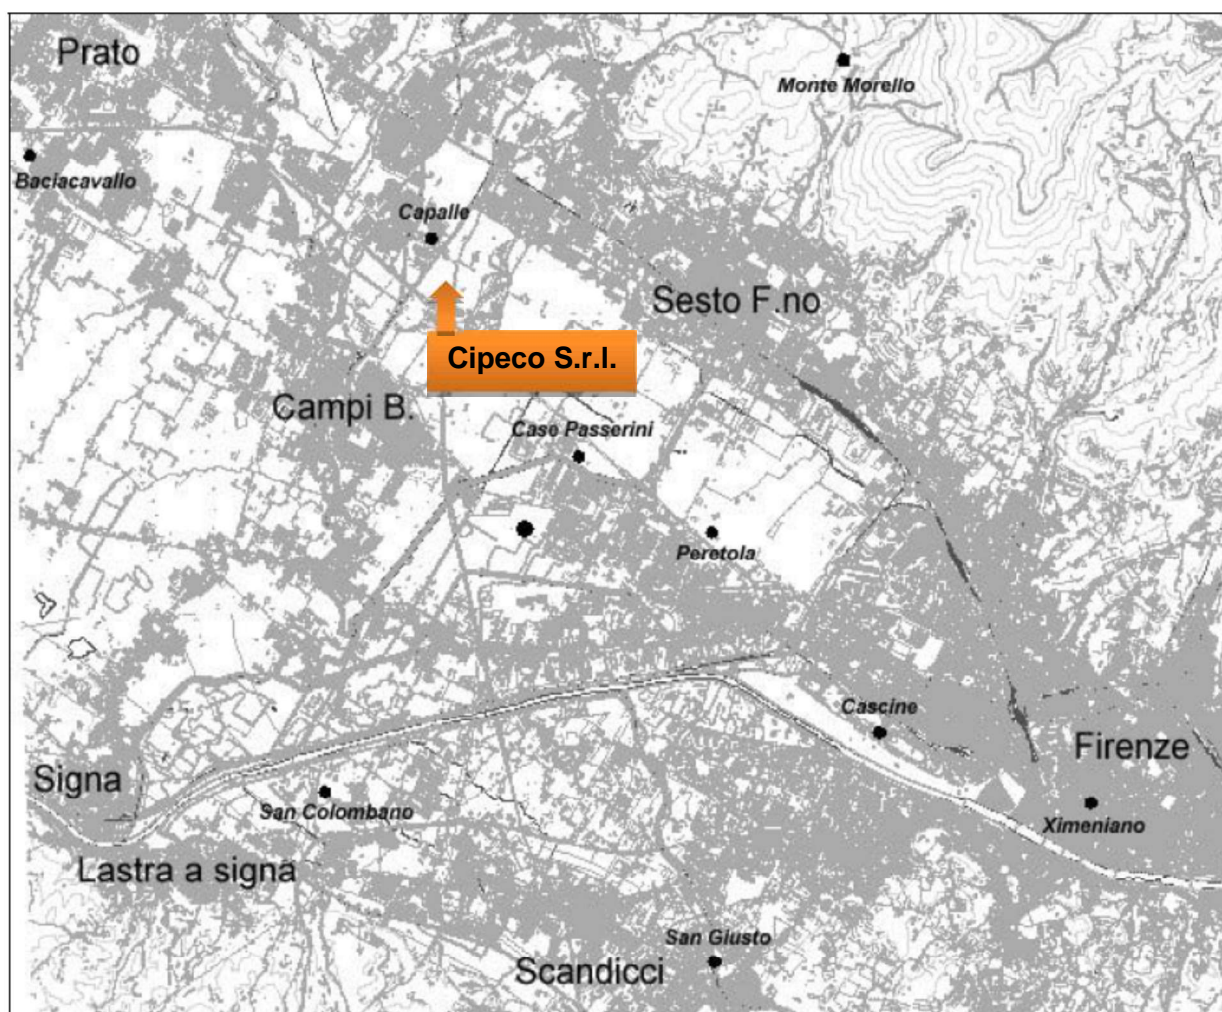 Prato
Monte Morello
Baciacavallo
Capalle
Sesto F.no
Cipeco S.r.l.
Campi B.
Case Passerini
Peretola
Cascine
Firenze
Signa
San Colombano
Ximeniano
Lastra a signa
San Giusto
Scandicci